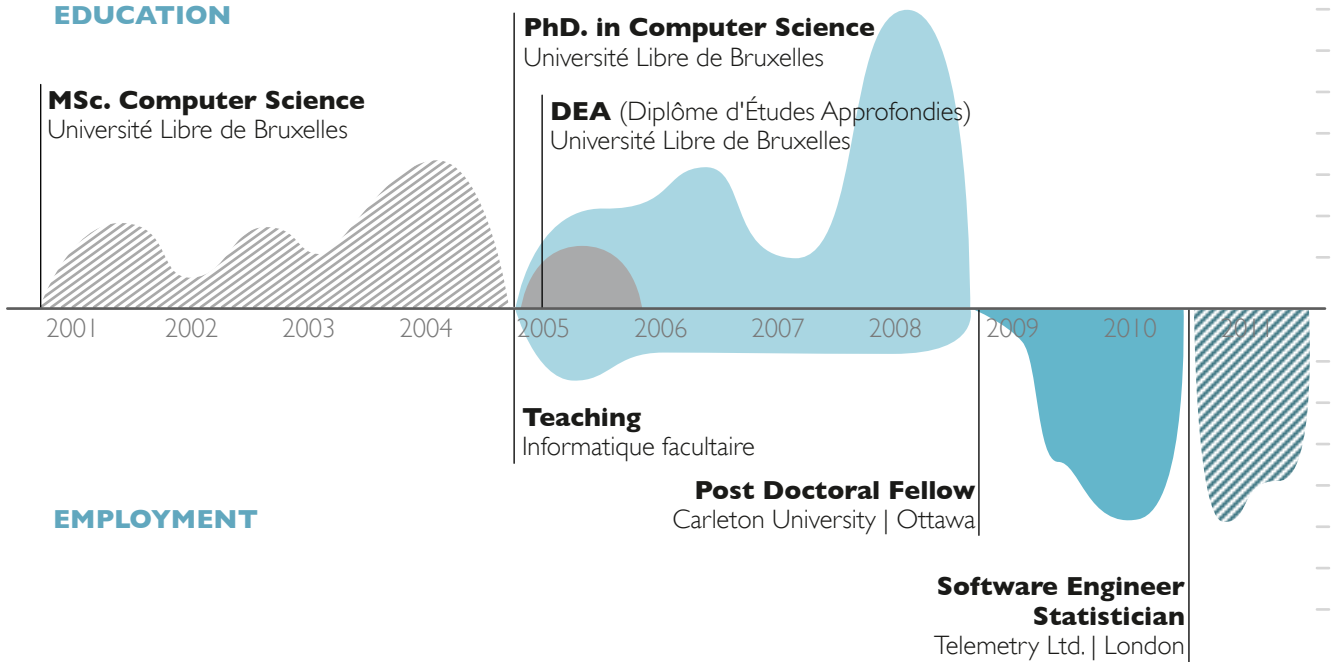 EDUCATION
PhD. in Computer Science
Université Libre de Bruxelles
MSc. Computer Science
Université Libre de Bruxelles
DEA (Diplôme d'Études Approfondies)
Université Libre de Bruxelles
2001 2002 2003 2004 2005 2006 2007 2008 2009 2010 2011
Teaching
Informatique facultaire
Post Doctoral Fellow
Carleton University | Ottawa
EMPLOYMENT
Software Engineer
Statistician
Telemetry Ltd. | London